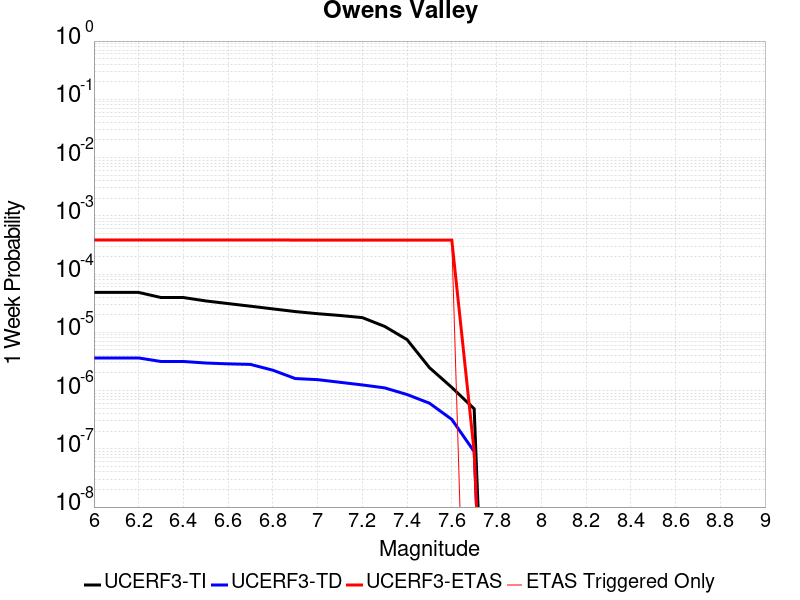 Owens Valley
10^0
10^-1
10^-2
10^-3
10^-4
10^-5
10^-6
10^-7
10^-8
1 Week Probability
6 6.2 6.4 6.6 6.8 7 7.2 7.4 7.6 7.8 8 8.2 8.4 8.6 8.8 9
Magnitude
UCERF3-TI UCERF3-TD UCERF3-ETAS ETAS Triggered Only